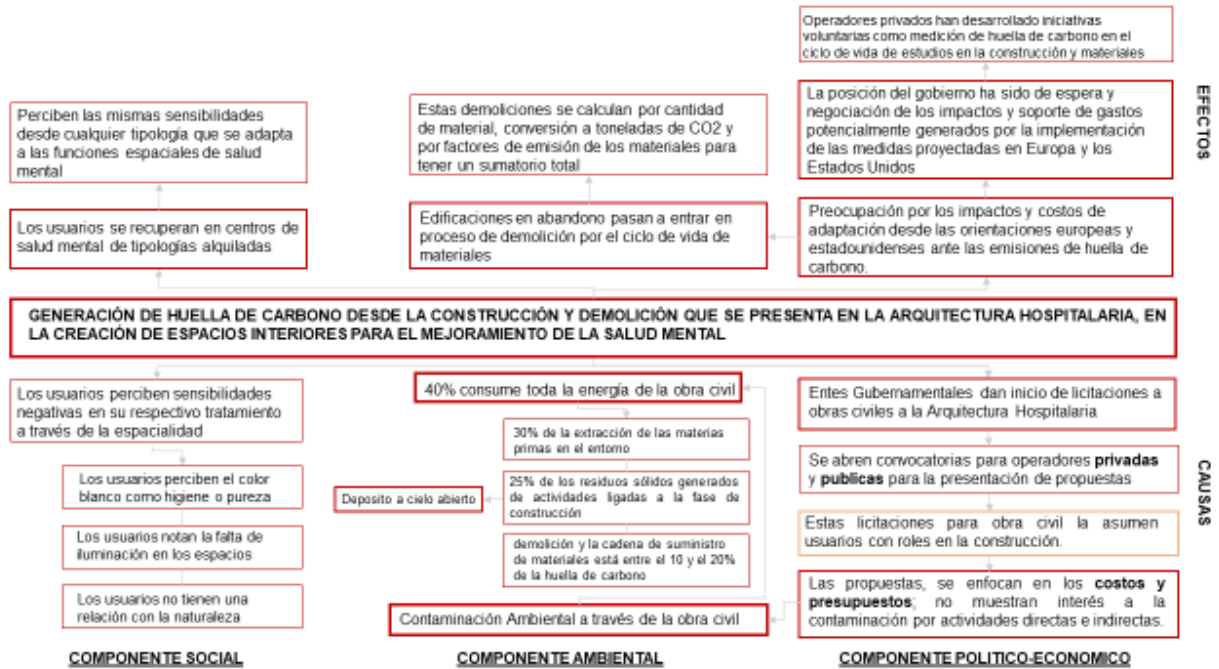 Operadores privados han desarrollado iniciativas
voluntarias como medición de huella de carbono en el
ciclo de vida de estudios en la construcción y materiales
EFECTOS
Perciben las mismas sensibilidades
desde cualquier tipología que se adapta
a las funciones espaciales de salud
mental
Estas demoliciones se calculan por cantidad
de material, conversión a toneladas de CO2 y
por factores de emisión de los materiales para
tener un sumatorio total
La posición del gobierno ha sido de espera y
negociación de los impactos y soporte de gastos
potencialmente generados por la implementación
de las medidas proyectadas en Europa y los
Estados Unidos
Los usuarios se recuperan en centros de
salud mental de tipologías alquiladas
Edificaciones en abandono pasan a entrar en
proceso de demolición por el ciclo de vida de
materiales
Preocupación por los impactos y costos de
adaptación desde las orientaciones europeas y
estadounidenses ante las emisiones de huella de
carbono.
GENERACIÓN DE HUELLA DE CARBONO DESDE LA CONSTRUCCIÓN Y DEMOLICIÓN QUE SE PRESENTA EN LA ARQUITECTURA HOSPITALARIA, EN
LA CREACIÓN DE ESPACIOS INTERIORES PARA EL MEJORAMIENTO DE LA SALUD MENTAL
Los usuarios perciben sensibilidades
negativas en su respectivo tratamiento
a través de la espacialidad
Los usuarios perciben el color
blanco como higiene o pureza
Los usuarios notan la falta de
iluminación en los espacios
Los usuarios no tienen una
relación con la naturaleza
COMPONENTE SOCIAL
40% consume toda la energía de la obra civil
30% de la extracción de las materias
primas en el entorno
25% de los residuos sólidos generados
de actividades ligadas a la fase de
construcción
Deposito a cielo abierto
demolición y la cadena de suministro
de materiales está entre el 10 y el 20%
de la huella de carbono
Contaminación Ambiental a través de la obra civil
COMPONENTE AMBIENTAL
Entes Gubernamentales dan inicio de licitaciones a
obras civiles a la Arquitectura Hospitalaria
Se abren convocatorias para operadores privadas
y publicas para la presentación de propuestas
Estas licitaciones para obra civil la asumen
usuarios con roles en la construcción.
Las propuestas, se enfocan en los costos y
presupuestos; no muestran interés a la
contaminación por actividades directas e indirectas.
COMPONENTE POLITICO-ECONOMICO
CAUSAS